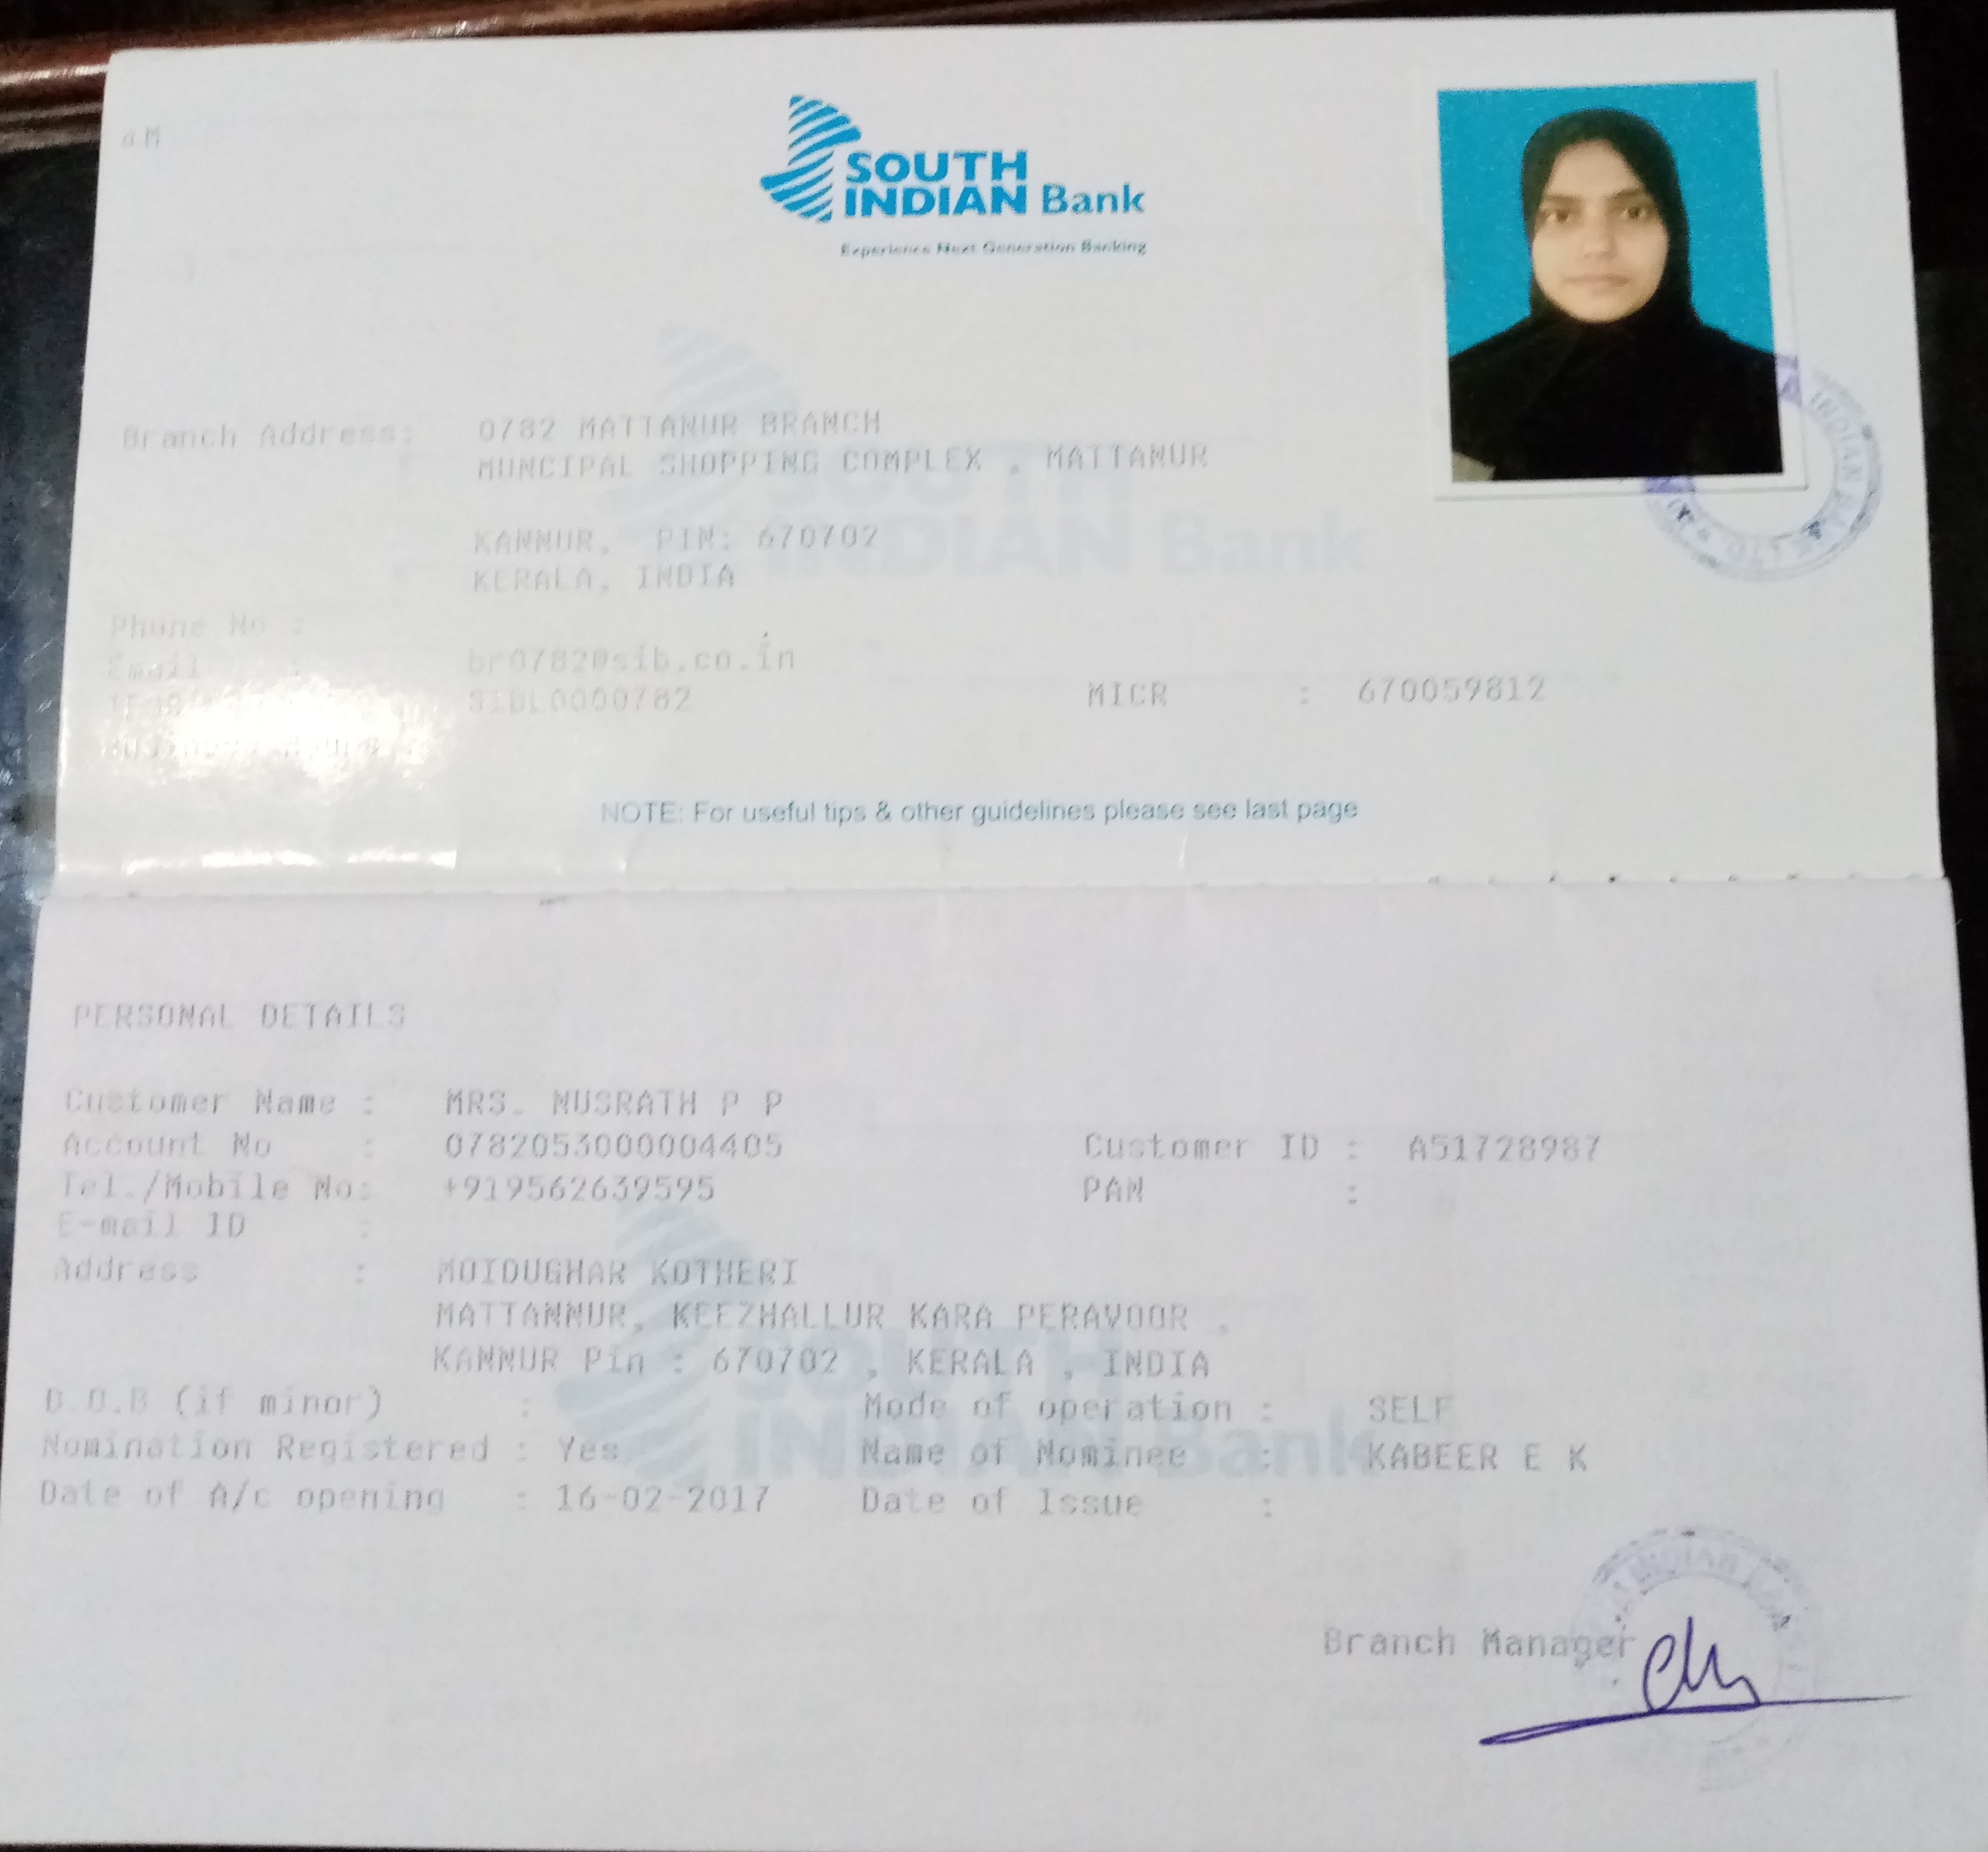 SOUTH
INDIAN Bank
Experience Next Generation Banking
Branch Address: 0782 MATTANUR BRANCH
MUNCIPAL SHOPPING COMPLEX , MATTANUR
KANNUR, PIN: 670702
KERALA, INDIA
Phone No :
Email : br0782@sib.co.in
SIBL0000782 MICR : 670059812
Business Hours
NOTE: For useful tips & other guidelines please see last page
INDIAN
LTD
PERSONAL DETAILS
Customer Name : MRS. NUSRATH P P
Account No : 0782053000004405 Customer ID : A51728987
Tel./Mobile No: +919562639595 PAN :
E-mail ID :
Address : MOIDUGHAR KOTHERI
MATTANNUR, KEEZHALLUR KARA PERAVOOR ,
KANNUR Pin : 670702 , KERALA , INDIA
D.O.B (if minor) : Mode of operation : SELF
Nomination Registered : Yes Name of Nominee : KABEER E K
Date of A/c opening : 16-02-2017 Date of Issue :
INDIAN
Branch Manager